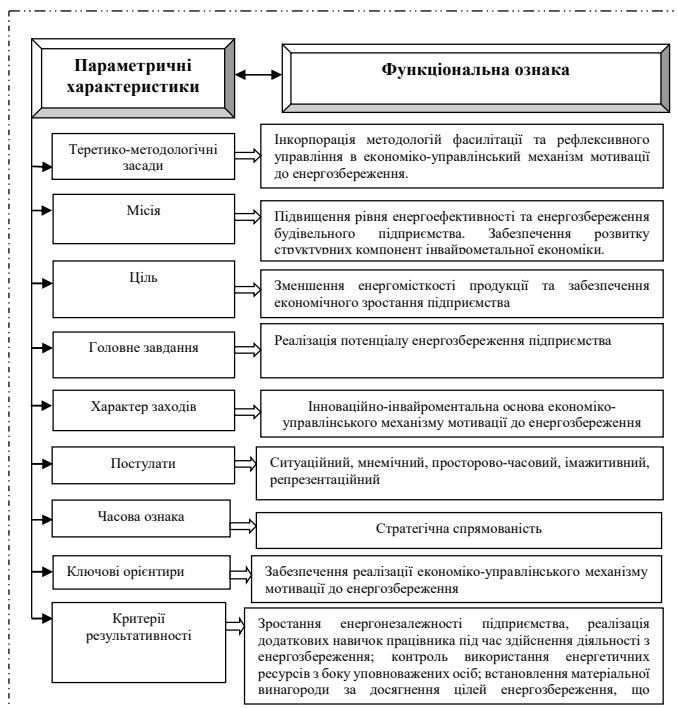 Параметричні
характеристики
Функціональна ознака
Теретико-методологічні
засади
Інкорпорація методологій фасилітації та рефлексивного
управління в економіко-управлінський механізм мотивації
до енергозбереження.
Місія
Підвищення рівня енергоефективності та енергозбереження
будівельного підприємства. Забезпечення розвитку
структурних компонент інвайрометальної економіки.
Ціль
Зменшення енергомісткості продукції та забезпечення
економічного зростання підприємства
Головне завдання
Реалізація потенціалу енергозбереження підприємства
Характер заходів
Інноваційно-інвайроментальна основа економіко-
управлінського механізму мотивації до енергозбереження
Постулати
Ситуаційний, мнемічний, просторово-часовий, імажитивний,
репрезентаційний
Часова ознака
Стратегічна спрямованість
Ключові орієнтири
Забезпечення реалізації економіко-управлінського механізму
мотивації до енергозбереження
Критерії
результативності
Зростання енергонезалежності підприємства, реалізація
додаткових навичок працівника під час здійснення діяльності з
енергозбереження; контроль використання енергетичних
ресурсів з боку уповноважених осіб; встановлення матеріальної
винагороди за досягнення цілей енергозбереження, що